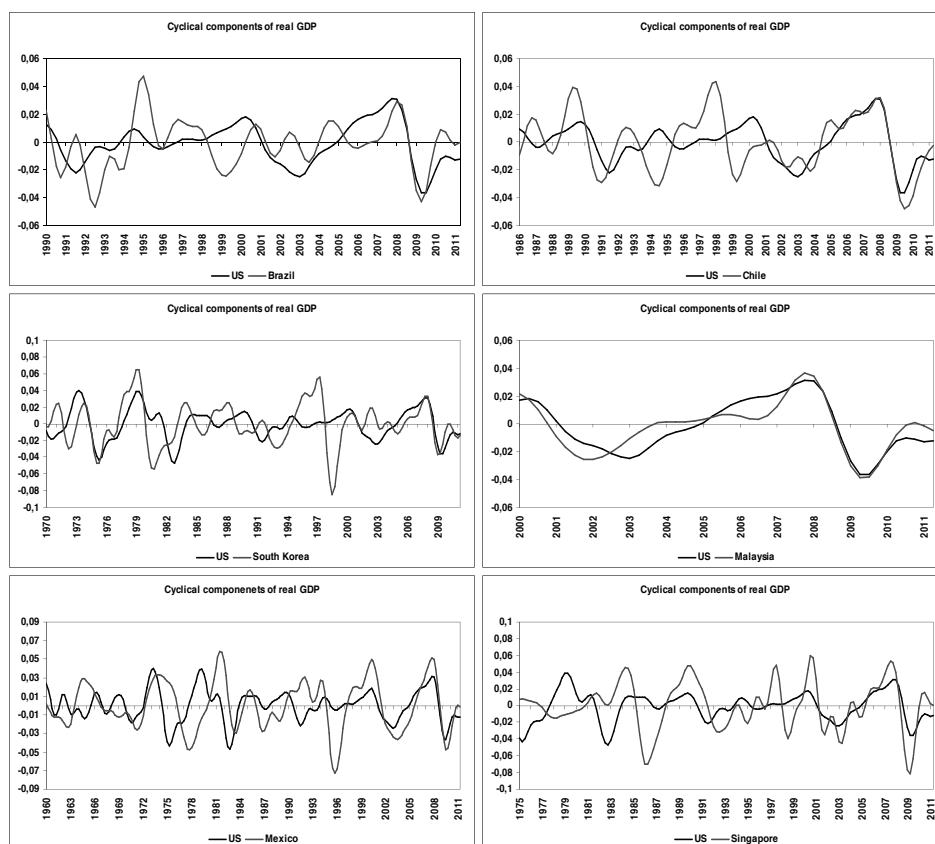 Cyclical components of real GDP
0,06
0,04
0,02
0
-0,02
-0,04
-0,06
1990 1991 1992 1993 1994 1995 1996 1997 1998 1999 2000 2001 2002 2003 2004 2005 2006 2007 2008 2009 2010 2011
US Brazil
Cyclical components of real GDP
0,06
0,04
0,02
0
-0,02
-0,04
-0,06
1986 1987 1988 1989 1990 1991 1992 1993 1994 1995 1996 1997 1998 1999 2000 2001 2002 2003 2004 2005 2006 2007 2008 2009 2010 2011
US Chile
Cyclical components of real GDP
0,1
0,08
0,06
0,04
0,02
0
-0,02
-0,04
-0,06
-0,08
-0,1
1970 1973 1976 1979 1982 1985 1988 1991 1994 1997 2000 2003 2006 2009
US South Korea
Cyclical components of real GDP
0,06
0,04
0,02
0
-0,02
-0,04
-0,06
2000 2001 2002 2003 2004 2005 2006 2007 2008 2009 2010 2011
US Malaysia
Cyclical componenets of real GDP
0,09
0,07
0,05
0,03
0,01
-0,01
-0,03
-0,05
-0,07
-0,09
1960 1963 1966 1969 1972 1975 1978 1981 1984 1987 1990 1993 1996 1999 2002 2005 2008 2011
US Mexico
Cyclical components of real GDP
0,1
0,08
0,06
0,04
0,02
0
-0,02
-0,04
-0,06
-0,08
-0,1
1975 1977 1979 1981 1983 1985 1987 1989 1991 1993 1995 1997 1999 2001 2003 2005 2007 2009 2011
US Singapore